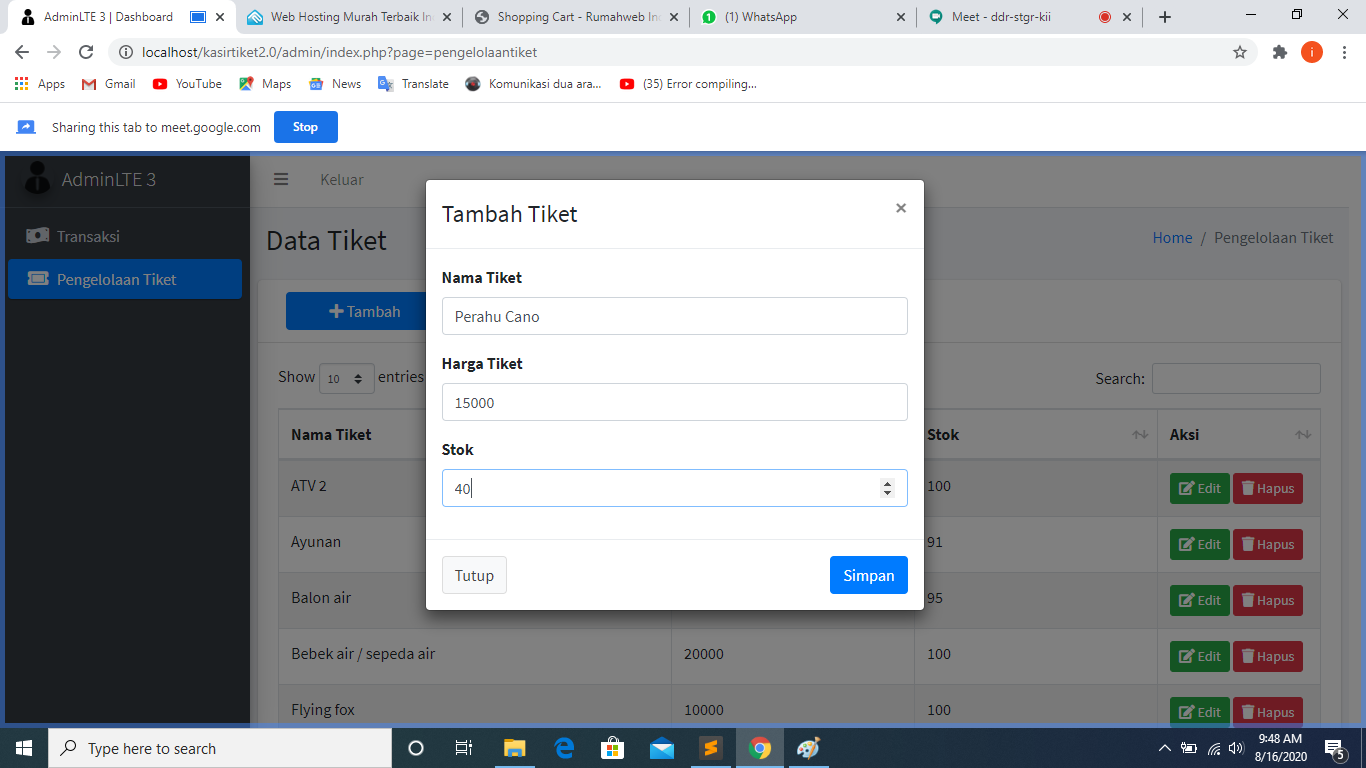 AdminLTE 3 | Dashboard
Web Hosting Murah Terbaik In
Shopping Cart - Rumahweb In
(1) WhatsApp
Meet - ddr-stgr-kii
localhost/kasirtiket2.0/admin/index.php?page=pengelolaantiket
i
Apps
Gmail
YouTube
Maps
News
Translate
Komunikasi dua ara...
(35) Error compiling...
Sharing this tab to meet.google.com
Stop
AdminLTE 3
Keluar
Transaksi
Pengelolaan Tiket
Data Tiket
Home / Pengelolaan Tiket
Tambah
Show 10 entries
Search:
Nama Tiket
Stok
Aksi
ATV 2
100
Edit
Hapus
Ayunan
91
Edit
Hapus
Balon air
95
Edit
Hapus
Bebek air / sepeda air
20000
100
Edit
Hapus
Flying fox
10000
100
Edit
Hapus
Tambah Tiket
×
Nama Tiket
Perahu Cano
Harga Tiket
15000
Stok
40
Tutup
Simpan
Type here to search
9:48 AM
8/16/2020
5